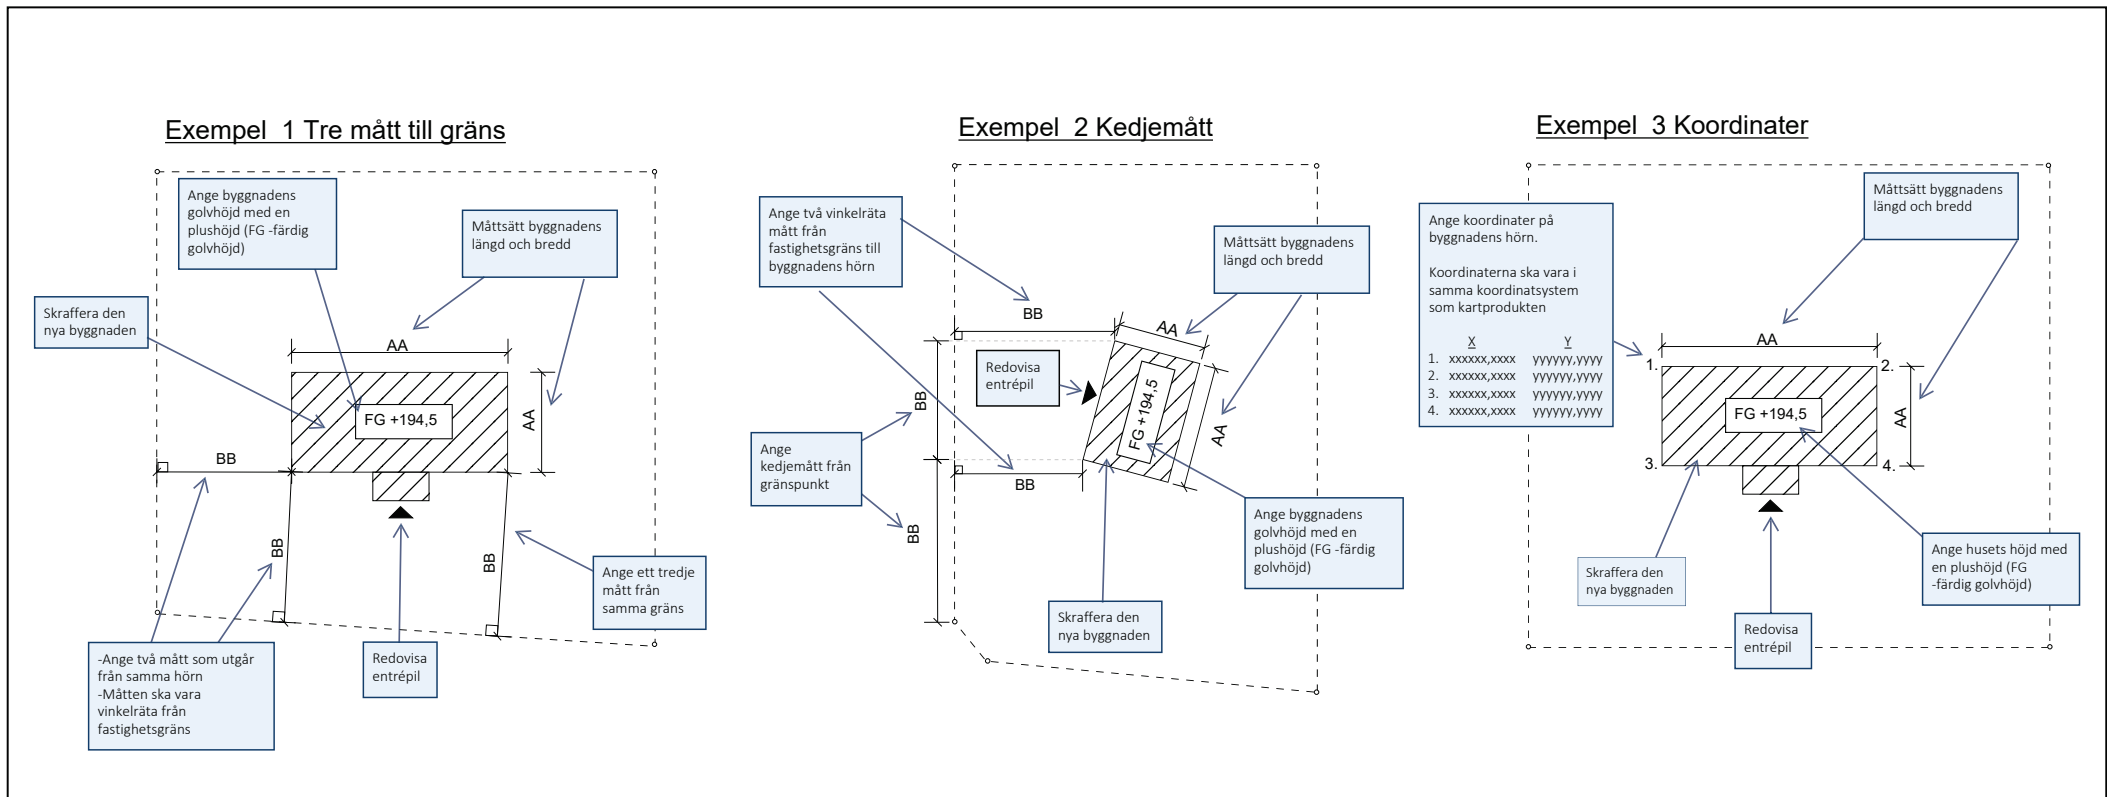 Exempel 1 Tre mått till gräns
Ange byggnadens
golvhöjd med en
plushöjd (FG -färdig
golvhöjd)
Måttsätt byggnadens
längd och bredd
Skraffera den
nya byggnaden
AA
AA
FG +194,5
BB
BB
BB
Ange ett tredje
mått från
samma gräns
-Ange två mått som utgår
från samma hörn
-Måtten ska vara
vinkelräta från
fastighetsgräns
Redovisa
entrépil
Exempel 2 Kedjemått
Ange två vinkelräta
mått från
fastighetsgräns till
byggnadens hörn
Måttsätt byggnadens
längd och bredd
BB
AA
Redovisa
entrépil
BB
FG +194,5
AA
Ange
kedjemått från
gränspunkt
BB
BB
Ange byggnadens
golvhöjd med en
plushöjd (FG -färdig
golvhöjd)
Skraffera den
nya byggnaden
Exempel 3 Koordinater
Måttsätt byggnadens
längd och bredd
Ange koordinater på
byggnadens hörn.
Koordinaterna ska vara i
samma koordinatsystem
som kartprodukten
X Y
1. xxxxxx,xxxx yyyyyy,yyyy
2. xxxxxx,xxxx yyyyyy,yyyy
3. xxxxxx,xxxx yyyyyy,yyyy
4. xxxxxx,xxxx yyyyyy,yyyy
AA
1.
2.
FG +194,5
AA
3.
4.
Skraffera den
nya byggnaden
Ange husets höjd med
en plushöjd (FG
-färdig golvhöjd)
Redovisa
entrépil